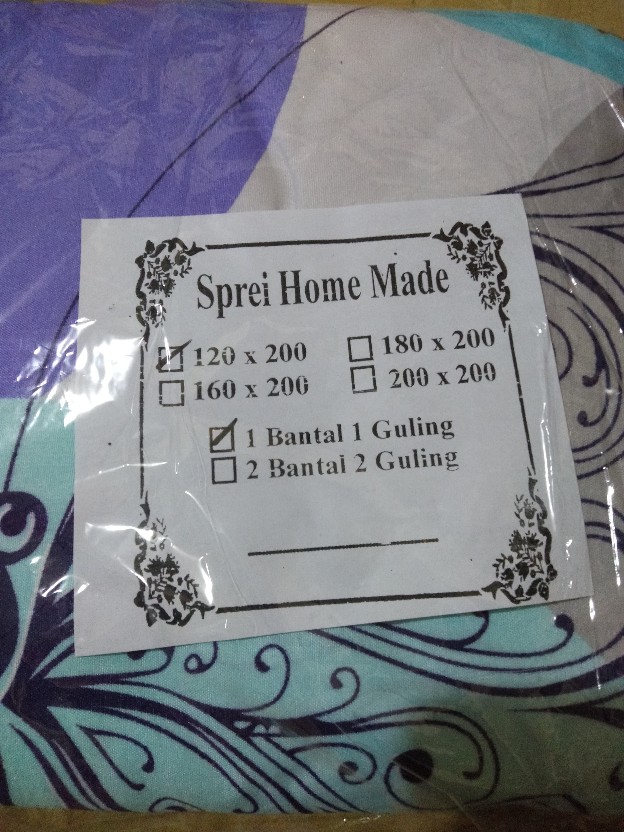 Sprei Home Made
120 x 200 180 x 200
160 x 200 200 x 200
1 Bantal 1 Guling
2 Bantal 2 Guling